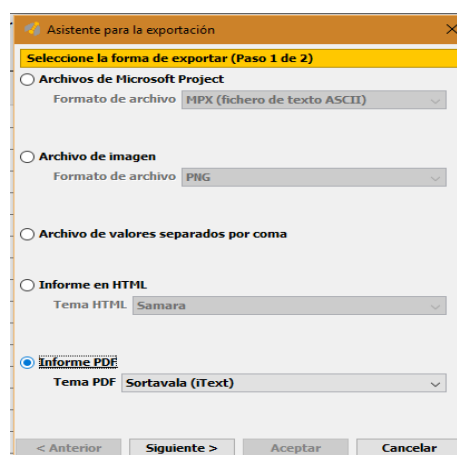 Asistente para la exportación
Seleccione la forma de exportar (Paso 1 de 2)
Archivos de Microsoft Project
Formato de archivo MPX (fichero de texto ASCII)
Archivo de imagen
Formato de archivo PNG
Archivo de valores separados por coma
Informe en HTML
Tema HTML Samara
Informe PDF
Tema PDF Sortavala (iText)
< Anterior Siguiente > Aceptar Cancelar